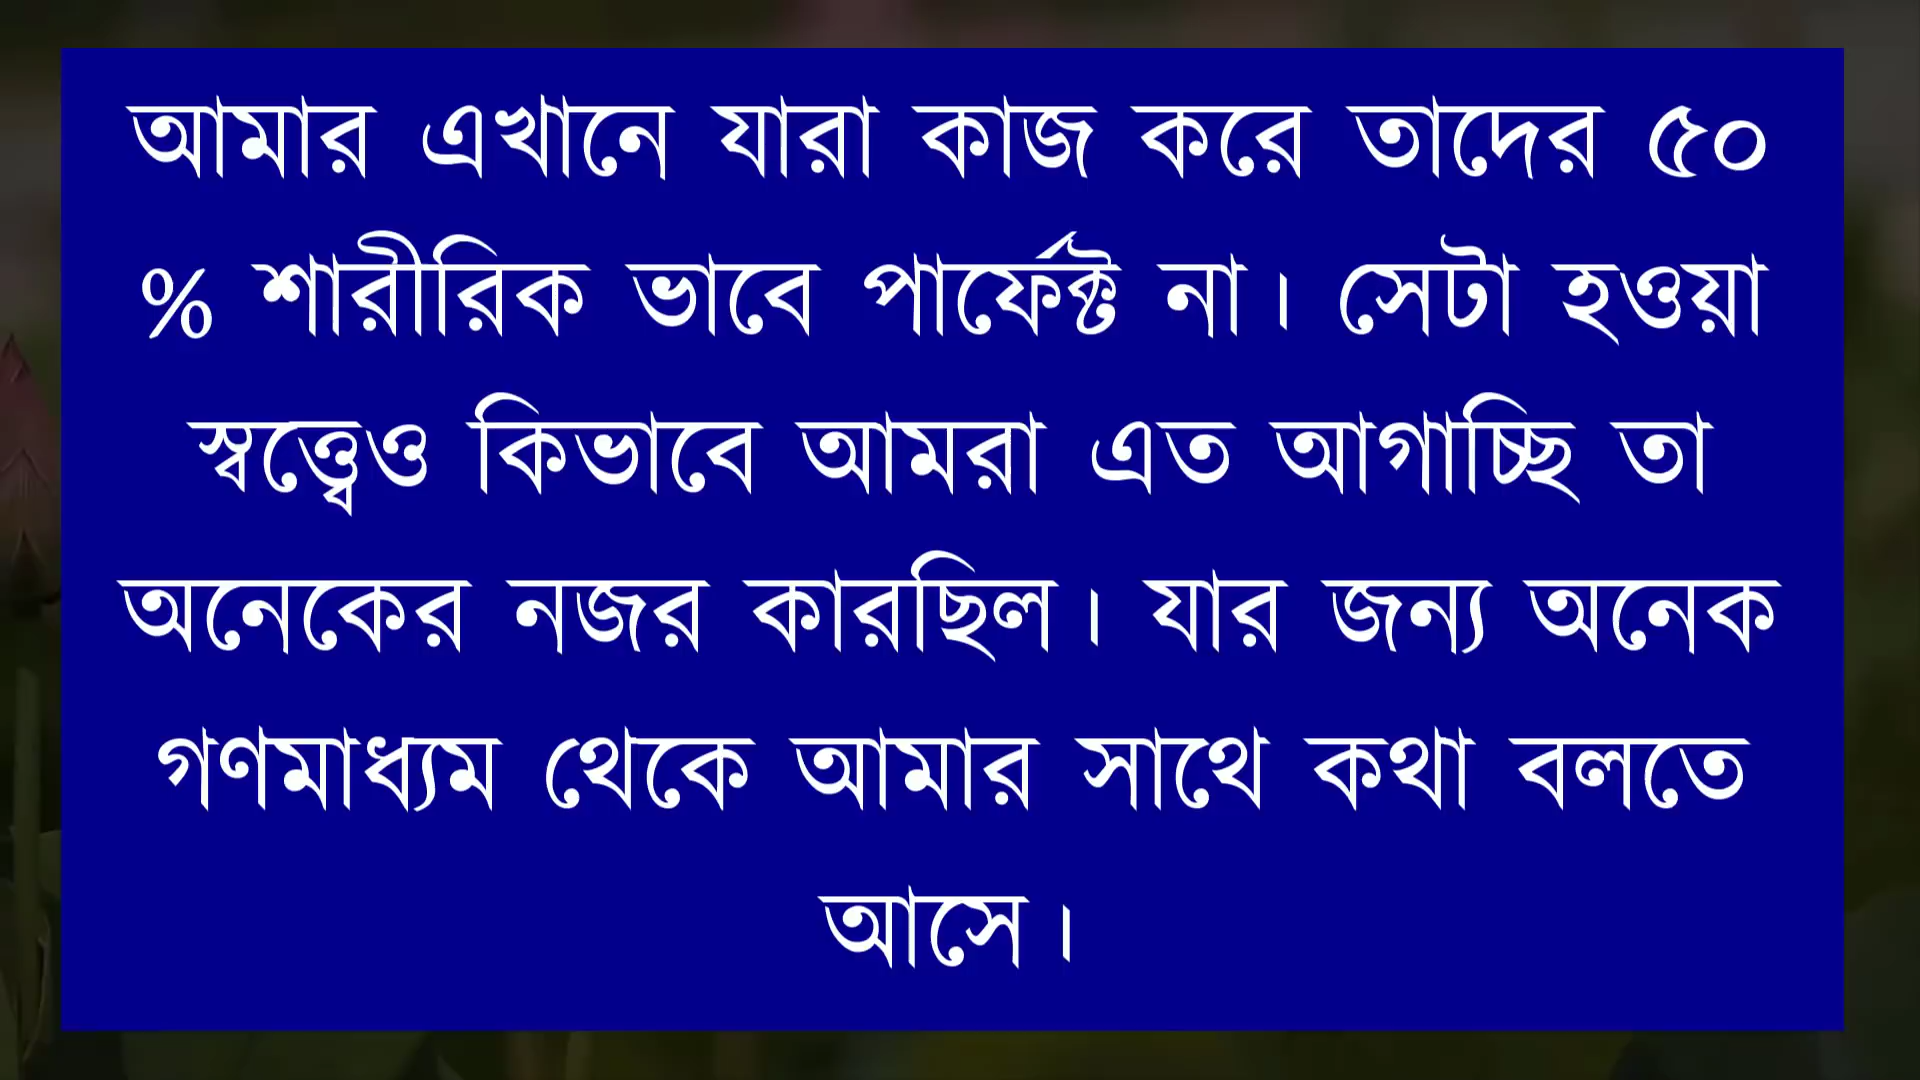 আমার এখানে যারা কাজ করে তাদের ৫০
% শারীরিক ভাবে পার্ফেক্ট না। সেটা হওয়া
স্বত্ত্বেও কিভাবে আমরা এত আগাচ্ছি তা
অনেকের নজর কারছিল। যার জন্য অনেক
গণমাধ্যম থেকে আমার সাথে কথা বলতে
আসে।